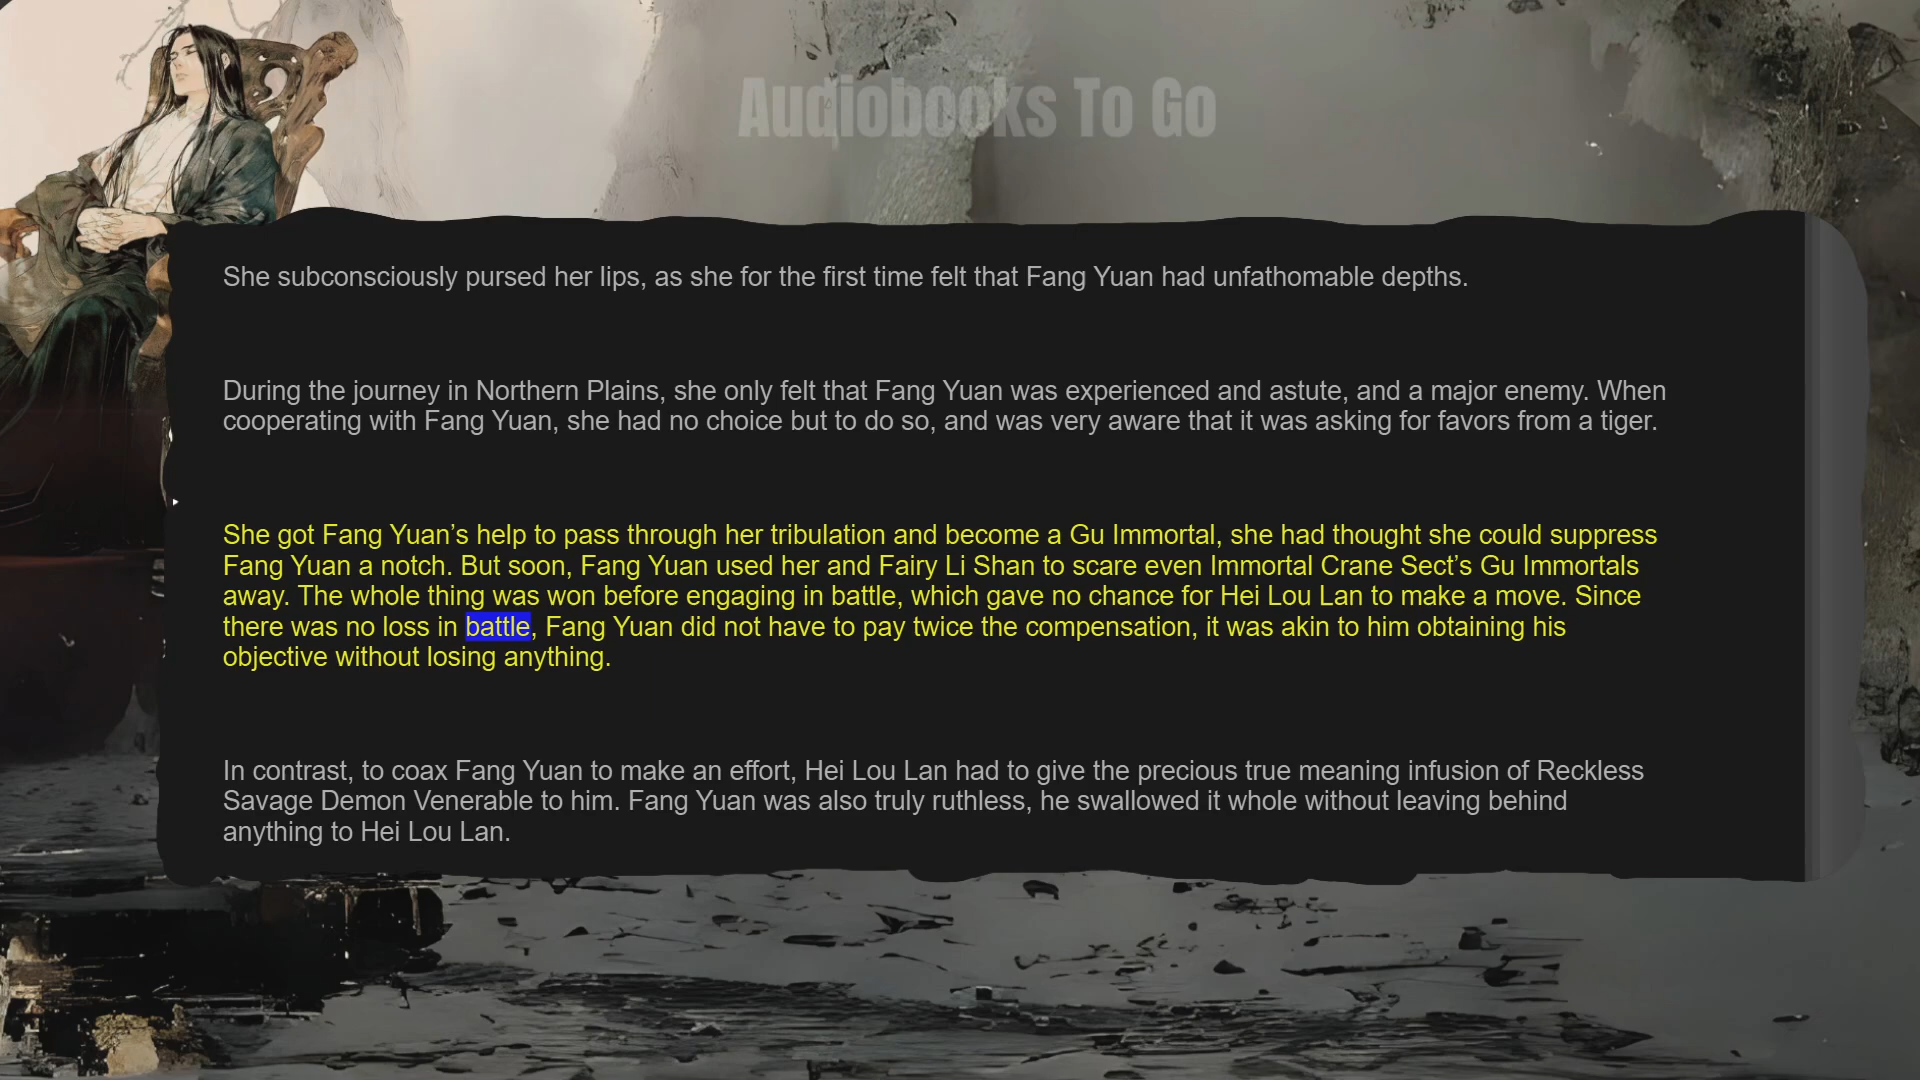 Audiobooks To Go
She subconsciously pursed her lips, as she for the first time felt that Fang Yuan had unfathomable depths.
During the journey in Northern Plains, she only felt that Fang Yuan was experienced and astute, and a major enemy. When
cooperating with Fang Yuan, she had no choice but to do so, and was very aware that it was asking for favors from a tiger.
She got Fang Yuan’s help to pass through her tribulation and become a Gu Immortal, she had thought she could suppress
Fang Yuan a notch. But soon, Fang Yuan used her and Fairy Li Shan to scare even Immortal Crane Sect’s Gu Immortals
away. The whole thing was won before engaging in battle, which gave no chance for Hei Lou Lan to make a move. Since
there was no loss in battle, Fang Yuan did not have to pay twice the compensation, it was akin to him obtaining his
objective without losing anything.
In contrast, to coax Fang Yuan to make an effort, Hei Lou Lan had to give the precious true meaning infusion of Reckless
Savage Demon Venerable to him. Fang Yuan was also truly ruthless, he swallowed it whole without leaving behind
anything to Hei Lou Lan.